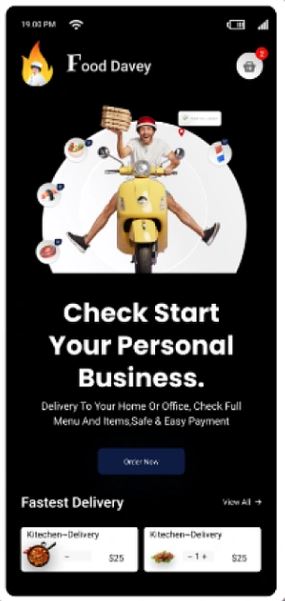 19.00 PM
Food Davey
2
Check Start
Your Personal
Business.
Delivery To Your Home Or Office, Check Full
Menu And Items,Safe & Easy Payment
Order Now
Fastest Delivery
View All →
Kitechen~Delivery
Kitechen~Delivery
–
$25
– 1 +
$25